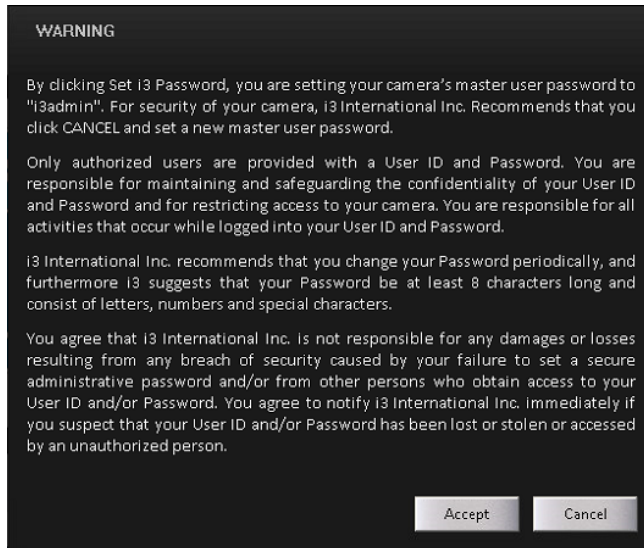 WARNING
By clicking Set i3 Password, you are setting your camera's master user password to
"i3admin". For security of your camera, i3 International Inc. Recommends that you
click CANCEL and set a new master user password.
Only authorized users are provided with a User ID and Password. You are
responsible for maintaining and safeguarding the confidentiality of your User ID
and Password and for restricting access to your camera. You are responsible for all
activities that occur while logged into your User ID and Password.
i3 International Inc. recommends that you change your Password periodically, and
furthermore i3 suggests that your Password be at least 8 characters long and
consist of letters, numbers and special characters.
You agree that i3 International Inc. is not responsible for any damages or losses
resulting from any breach of security caused by your failure to set a secure
administrative password and/or from other persons who obtain access to your
User ID and/or Password. You agree to notify i3 International Inc. immediately if
you suspect that your User ID and/or Password has been lost or stolen or accessed
by an unauthorized person.
Accept Cancel